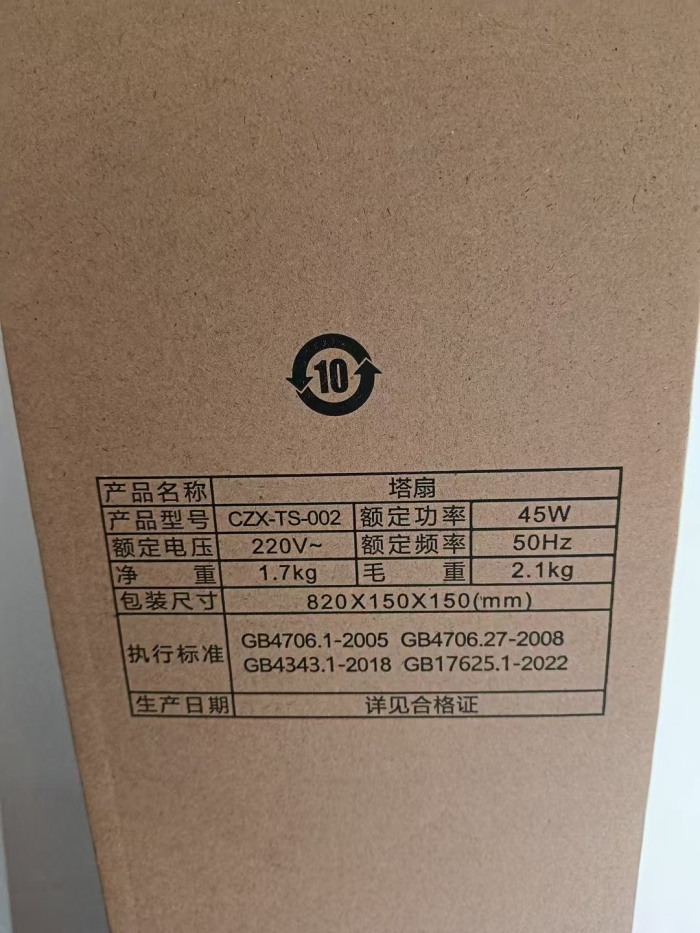 10
产品名称 塔扇
产品型号 CZX-TS-002 额定功率 45W
额定电压 220V~ 额定频率 50Hz
净 重 1.7kg 毛 重 2.1kg
包装尺寸 820X150X150(mm)
执行标准 GB4706.1-2005 GB4706.27-2008
GB4343.1-2018 GB17625.1-2022
生产日期 详见合格证